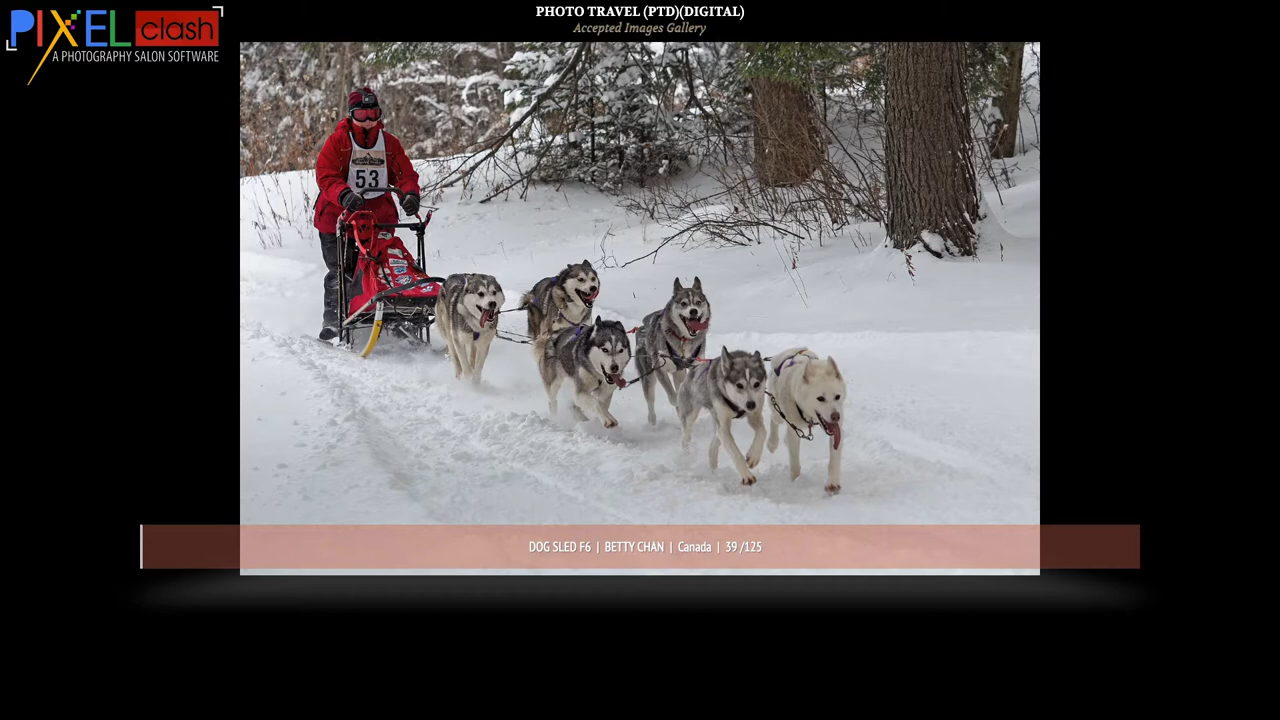 PIXEL clash
A PHOTOGRAPHY SALON SOFTWARE
PHOTO TRAVEL (PTD)(DIGITAL)
Accepted Images Gallery
53
DOG SLED F6 | BETTY CHAN | Canada | 39 /125